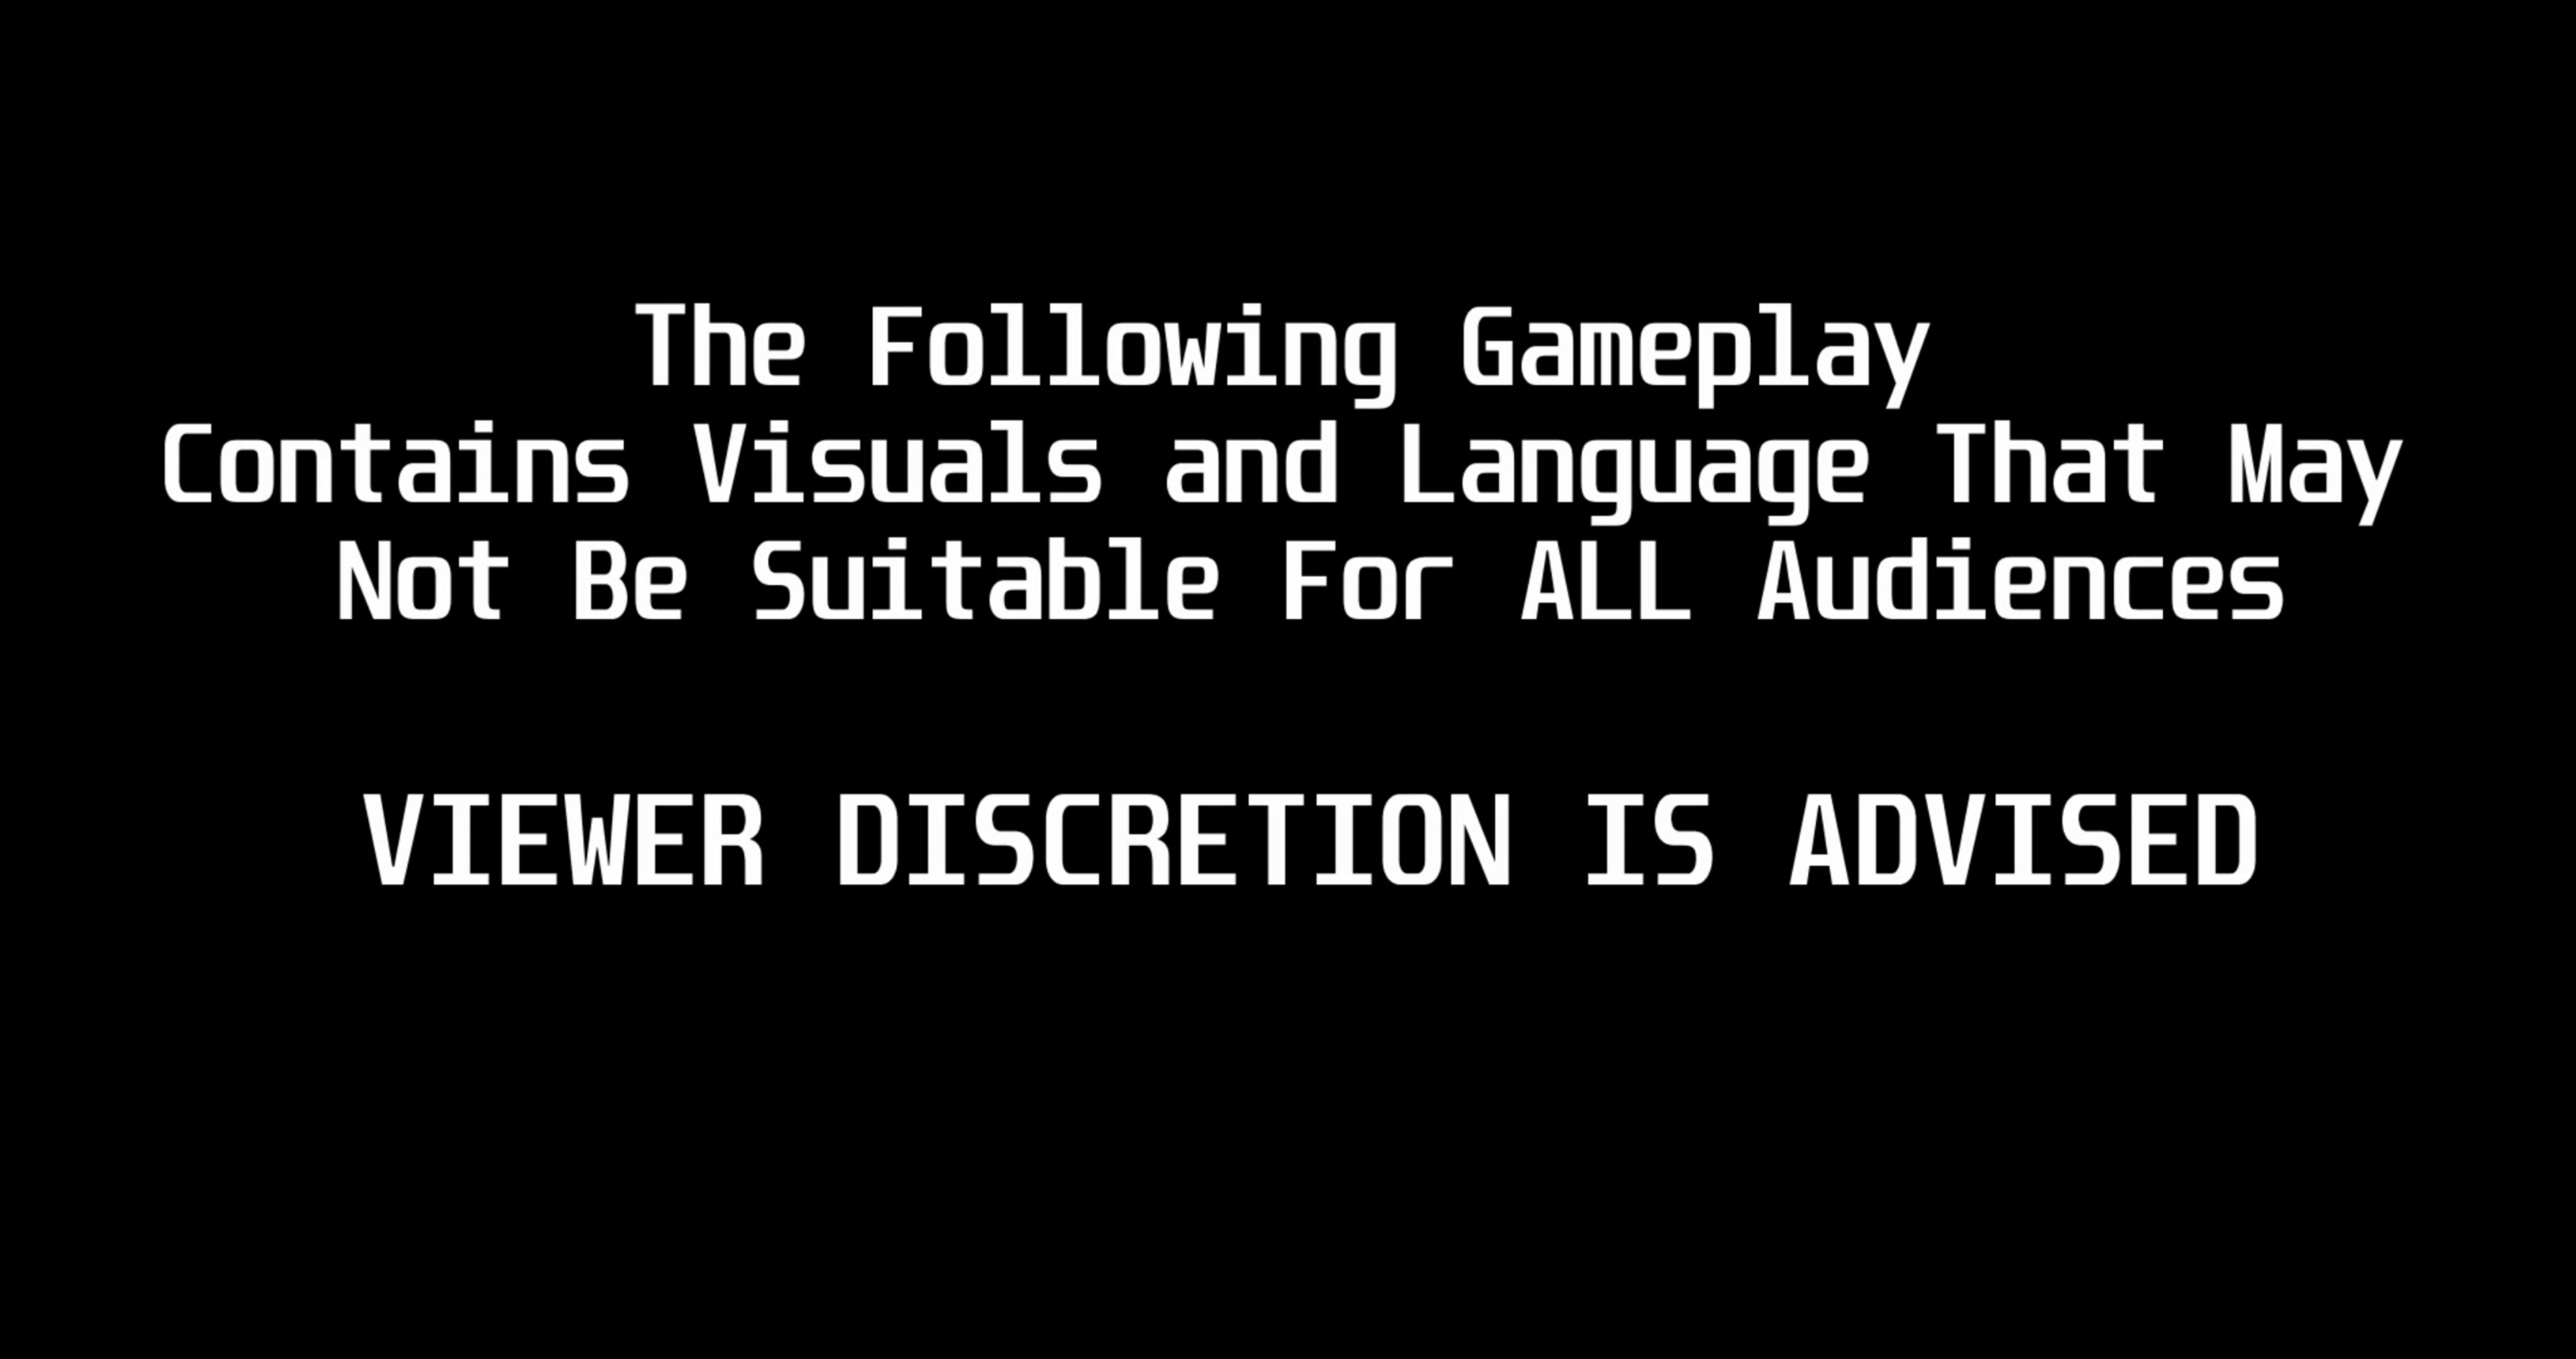 The Following Gameplay
Contains Visuals and Language That May
Not Be Suitable For ALL Audiences
VIEWER DISCRETION IS ADVISED